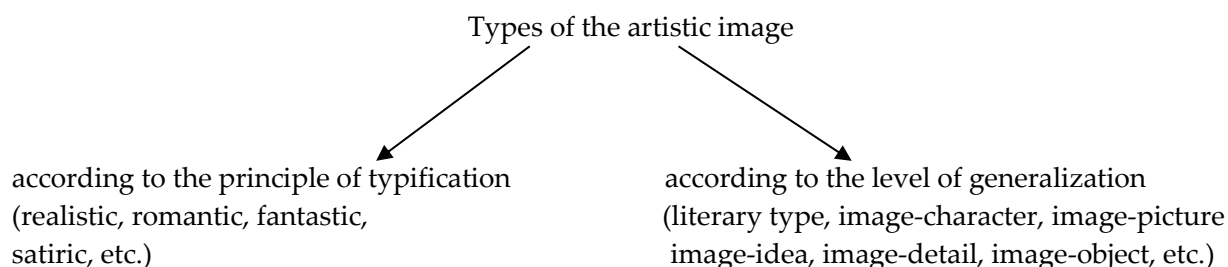 Types of the artistic image
according to the principle of typification
(realistic, romantic, fantastic,
satiric, etc.)
according to the level of generalization
(literary type, image-character, image-picture
image-idea, image-detail, image-object, etc.)